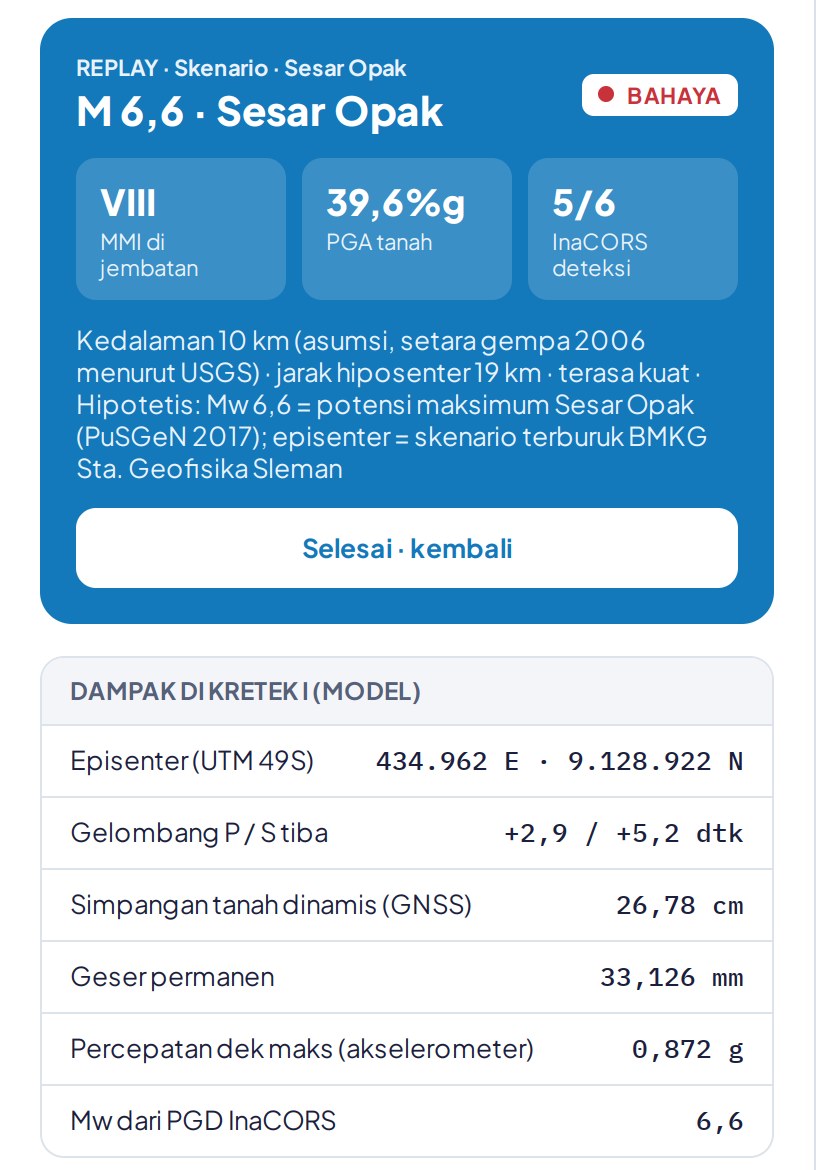 REPLAY · Skenario · Sesar Opak
M 6,6 · Sesar Opak
BAHAYA
VIII
MMI di
jembatan
39,6%g
PGA tanah
5/6
InaCORS
deteksi
Kedalaman 10 km (asumsi, setara gempa 2006
menurut USGS) · jarak hiposenter 19 km · terasa kuat ·
Hipotetis: Mw 6,6 = potensi maksimum Sesar Opak
(PuSGeN 2017); episenter = skenario terburuk BMKG
Sta. Geofisika Sleman
Selesai · kembali
DAMPAK DI KRETEK I (MODEL)
Episenter (UTM 49S) 434.962 E · 9.128.922 N
Gelombang P / S tiba +2,9 / +5,2 dtk
Simpangan tanah dinamis (GNSS) 26,78 cm
Geser permanen 33,126 mm
Percepatan dek maks (akselerometer) 0,872 g
Mw dari PGD InaCORS 6,6